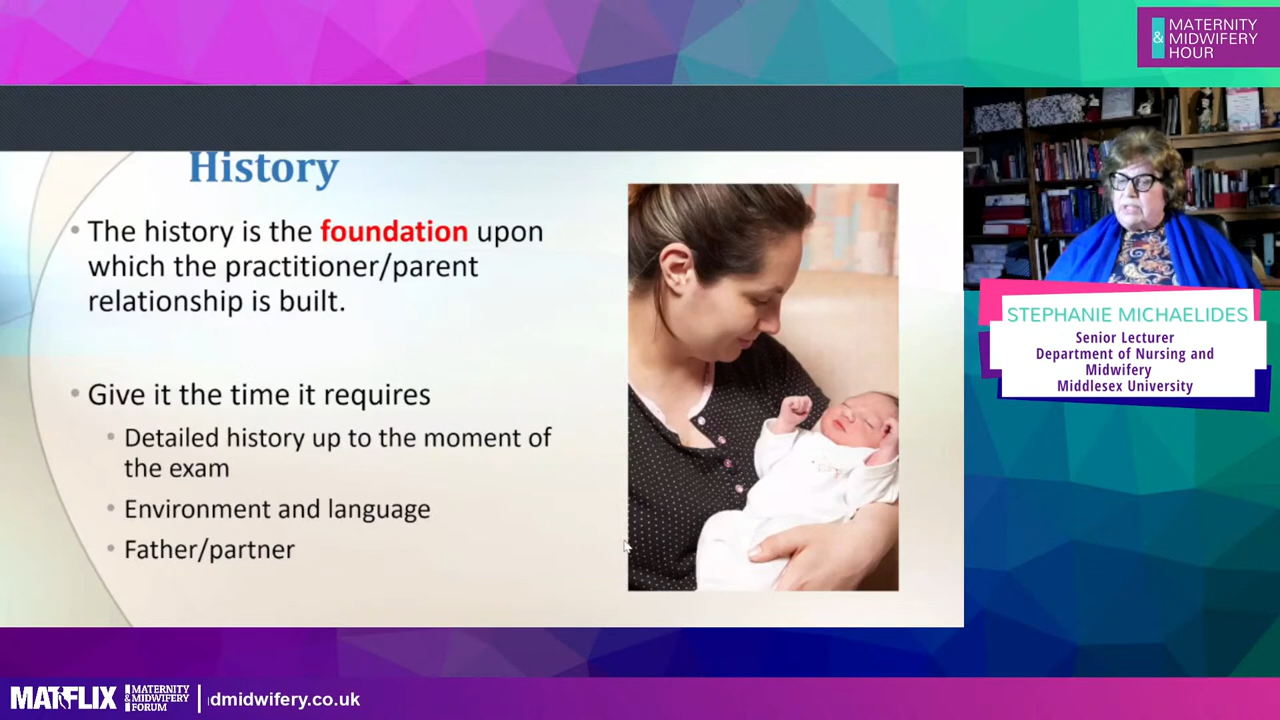 &
MATERNITY
MIDWIFERY
HOUR
History
• The history is the foundation upon
which the practitioner/parent
relationship is built.
• Give it the time it requires
• Detailed history up to the moment of
the exam
• Environment and language
• Father/partner
STEPHANIE MICHAELIDES
Senior Lecturer
Department of Nursing and
Midwifery
Middlesex University
MATFLIX
MATERNITY
& MIDWIFERY
FORUM
dmidwifery.co.uk